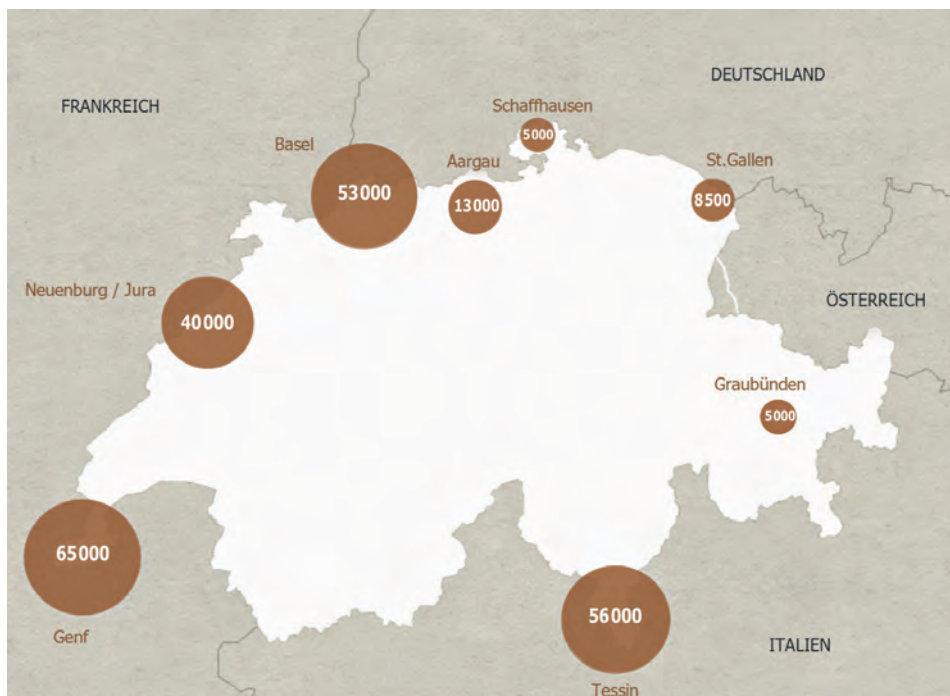 DEUTSCHLAND
FRANKREICH
Schaffhausen
5000
Basel
Aargau
St.Gallen
53000
13000
8500
Neuenburg / Jura
ÖSTERREICH
40000
Graubünden
5000
65000
56000
Genf
ITALIEN
Tessin